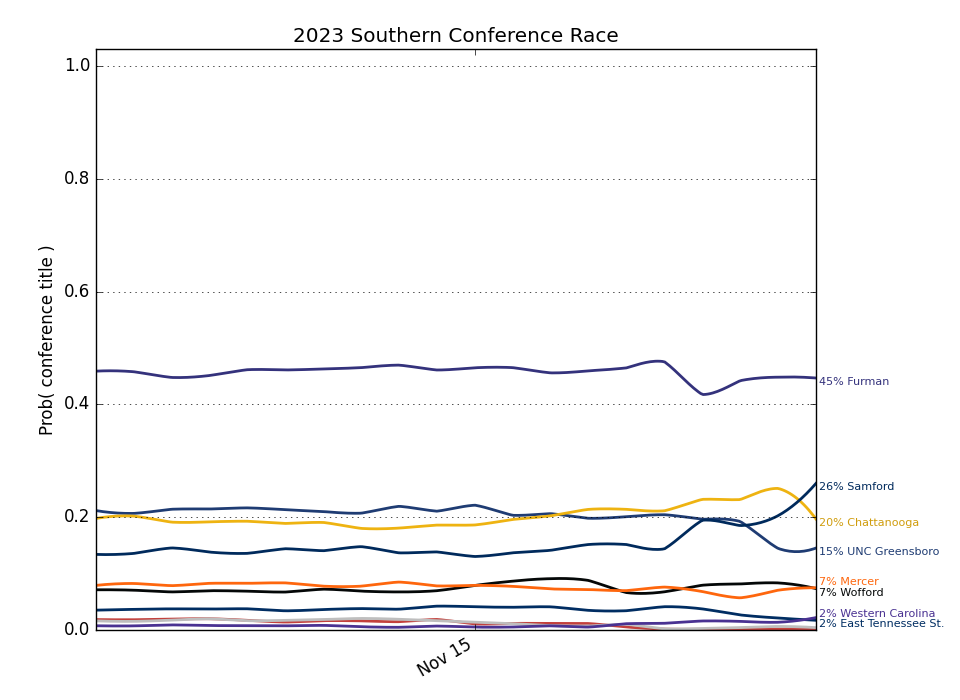 2023 Southern Conference Race
1.0
0.8
0.6
0.4
0.2
0.0
Prob( conference title )
Nov 15
45% Furman
26% Samford
20% Chattanooga
15% UNC Greensboro
7% Mercer
7% Wofford
2% Western Carolina
2% East Tennessee St.